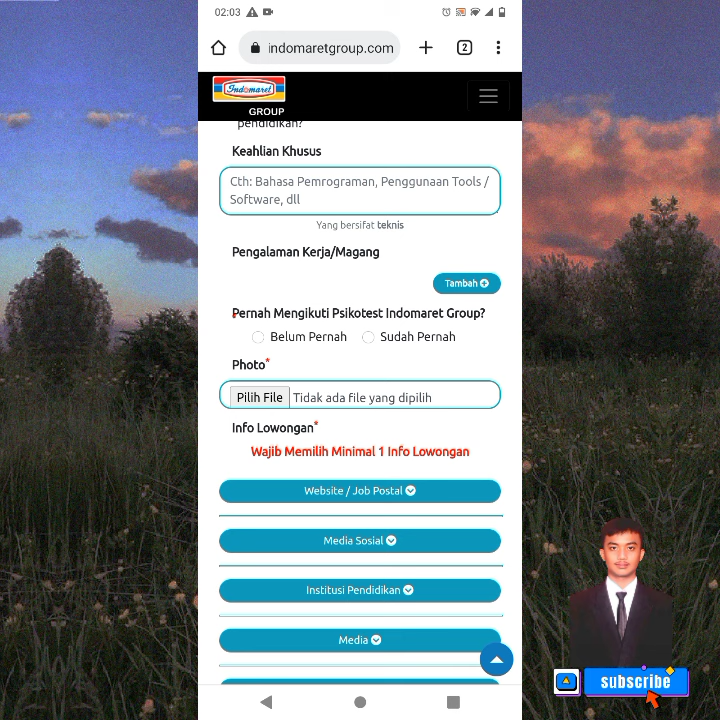 02:03
indomaretgroup.com
2
Indomaret
GROUP
pendidikan?
Keahlian Khusus
Cth: Bahasa Pemrograman, Penggunaan Tools /
Software, dll
Yang bersifat teknis
Pengalaman Kerja/Magang
Tambah
Pernah Mengikuti Psikotest Indomaret Group?
Belum Pernah
Sudah Pernah
Photo*
Pilih File
Tidak ada file yang dipilih
Info Lowongan*
Wajib Memilih Minimal 1 Info Lowongan
Website / Job Postal
Media Sosial
Institusi Pendidikan
Media
subscribe